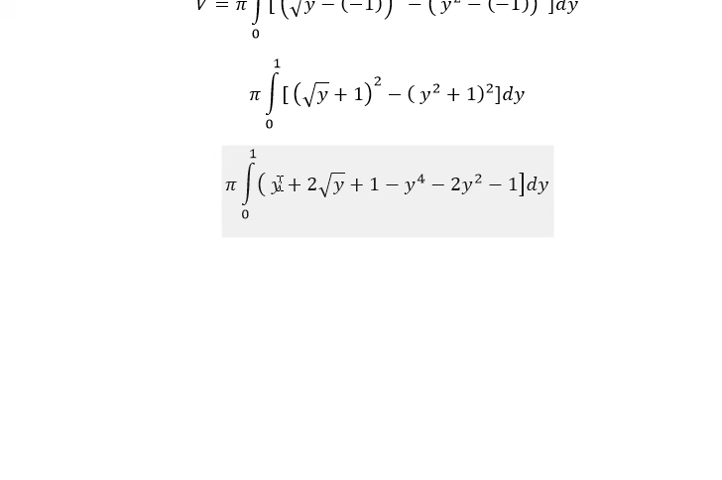 V = π ∫₀¹ [(√y − (−1))² − (y² − (−1))²]dy
π ∫₀¹ [(√y + 1)² − (y² + 1)²]dy
π ∫₀¹ (y + 2√y + 1 − y⁴ − 2y² − 1]dy